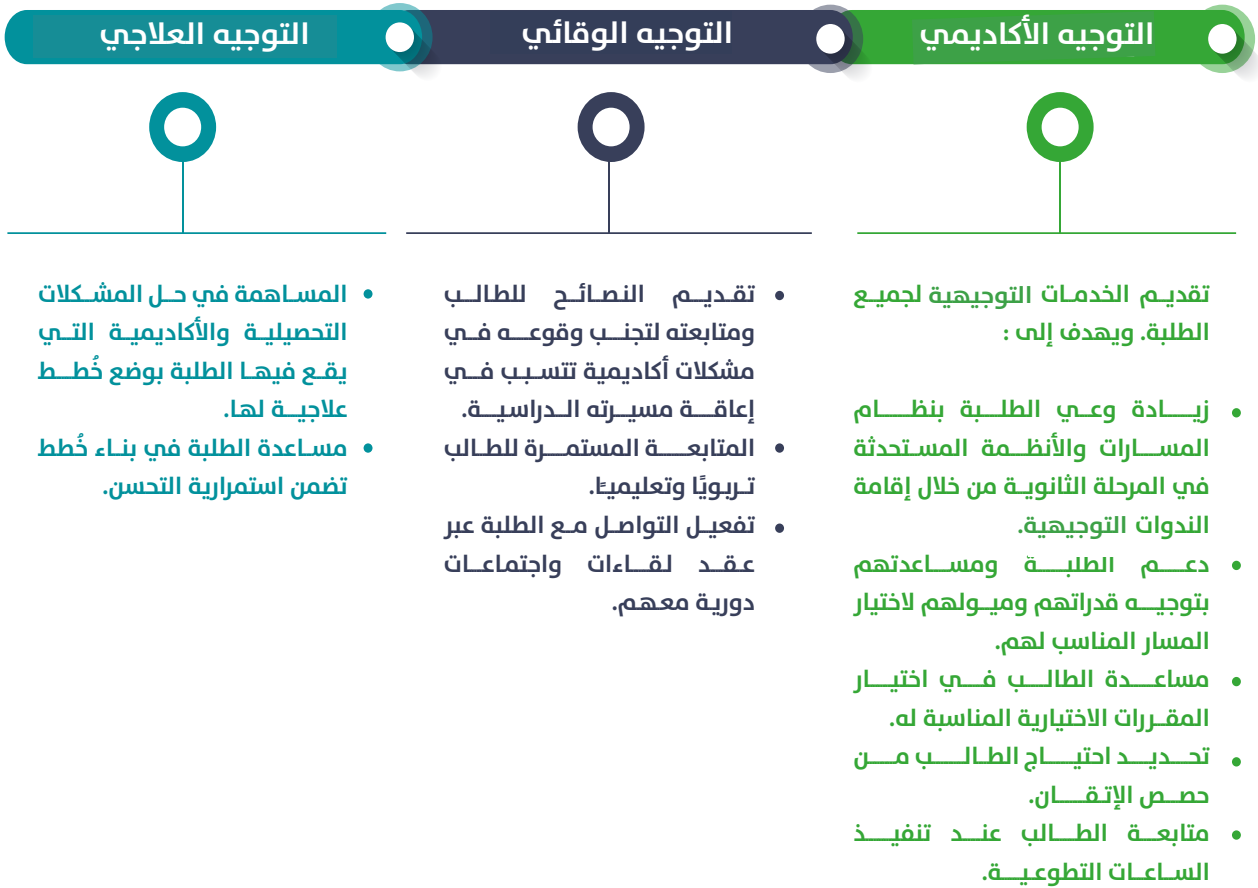 التوجيه الأكاديمي
تقديم الخدمات التوجيهية لجميع
الطلبة. ويهدف إلى :
• زيادة وعي الطلبة بنظام
المسارات والأنظمة المستحدثة
في المرحلة الثانوية من خلال إقامة
الندوات التوجيهية.
• دعم الطلبة ومساعدتهم
بتوجيه قدراتهم وميولهم لاختيار
المسار المناسب لهم.
• مساعدة الطالب في اختيار
المقررات الاختيارية المناسبة له.
• تحديد احتياج الطالب من
حصص الإتقان.
• متابعة الطالب عند تنفيذ
الساعات التطوعية.
التوجيه الوقائي
• تقديم النصائح للطالب
ومتابعته لتجنب وقوعه في
مشكلات أكاديمية تتسبب في
إعاقة مسيرته الدراسية.
• المتابعة المستمرة للطالب
تربويًا وتعليميًا.
• تفعيل التواصل مع الطلبة عبر
عقد لقاءات واجتماعات
دورية معهم.
التوجيه العلاجي
• المساهمة في حل المشكلات
التحصيلية والأكاديمية التي
يقع فيها الطلبة بوضع خُطط
علاجية لها.
• مساعدة الطلبة في بناء خُطط
تضمن استمرارية التحسن.